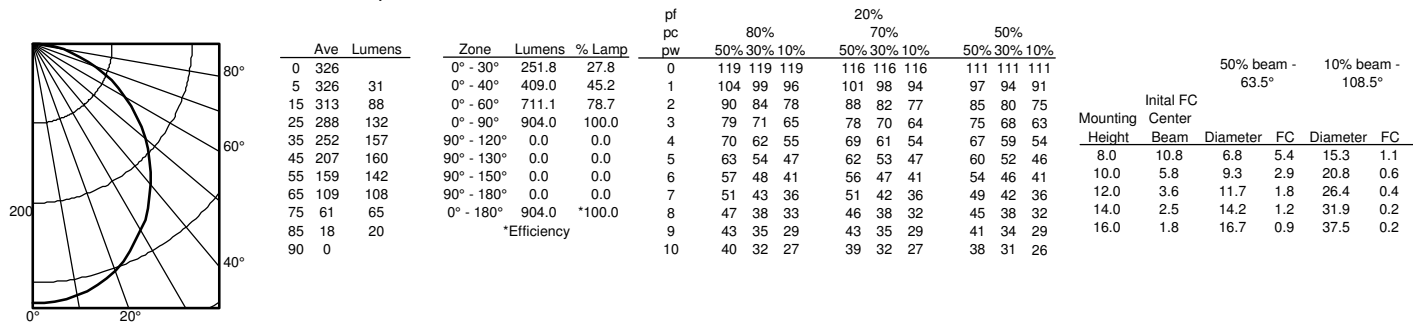 80°
60°
40°
200
0° 20°
Ave Lumens
0 326
5 326 31
15 313 88
25 288 132
35 252 157
45 207 160
55 159 142
65 109 108
75 61 65
85 18 20
90 0
Zone Lumens % Lamp
0° - 30° 251.8 27.8
0° - 40° 409.0 45.2
0° - 60° 711.1 78.7
0° - 90° 904.0 100.0
90° - 120° 0.0 0.0
90° - 130° 0.0 0.0
90° - 150° 0.0 0.0
90° - 180° 0.0 0.0
0° - 180° 904.0 *100.0
*Efficiency
pf 20%
pc 80% 70% 50%
pw 50% 30% 10% 50% 30% 10% 50% 30% 10%
0 119 119 119 116 116 116 111 111 111
1 104 99 96 101 98 94 97 94 91
2 90 84 78 88 82 77 85 80 75
3 79 71 65 78 70 64 75 68 63
4 70 62 55 69 61 54 67 59 54
5 63 54 47 62 53 47 60 52 46
6 57 48 41 56 47 41 54 46 41
7 51 43 36 51 42 36 49 42 36
8 47 38 33 46 38 32 45 38 32
9 43 35 29 43 35 29 41 34 29
10 40 32 27 39 32 27 38 31 26
50% beam - 10% beam -
63.5° 108.5°
Inital FC
Mounting Center
Height Beam Diameter FC Diameter FC
8.0 10.8 6.8 5.4 15.3 1.1
10.0 5.8 9.3 2.9 20.8 0.6
12.0 3.6 11.7 1.8 26.4 0.4
14.0 2.5 14.2 1.2 31.9 0.2
16.0 1.8 16.7 0.9 37.5 0.2